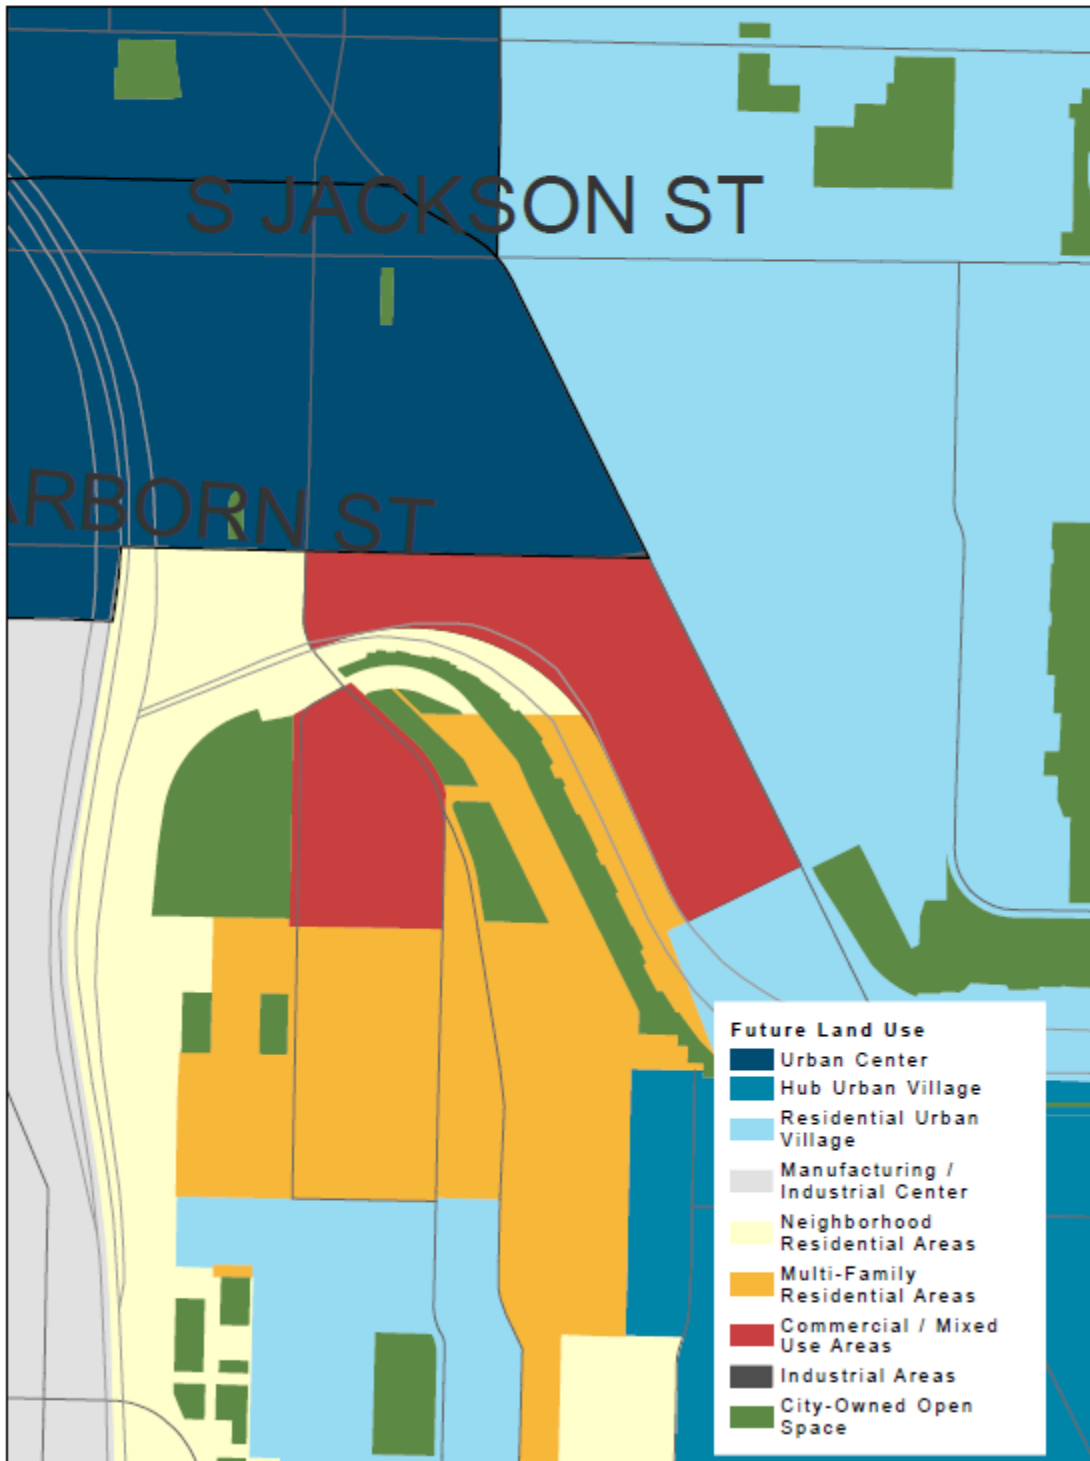 S JACKSON ST
ARBORN ST
Future Land Use
Urban Center
Hub Urban Village
Residential Urban
Village
Manufacturing /
Industrial Center
Neighborhood
Residential Areas
Multi-Family
Residential Areas
Commercial / Mixed
Use Areas
Industrial Areas
City-Owned Open
Space